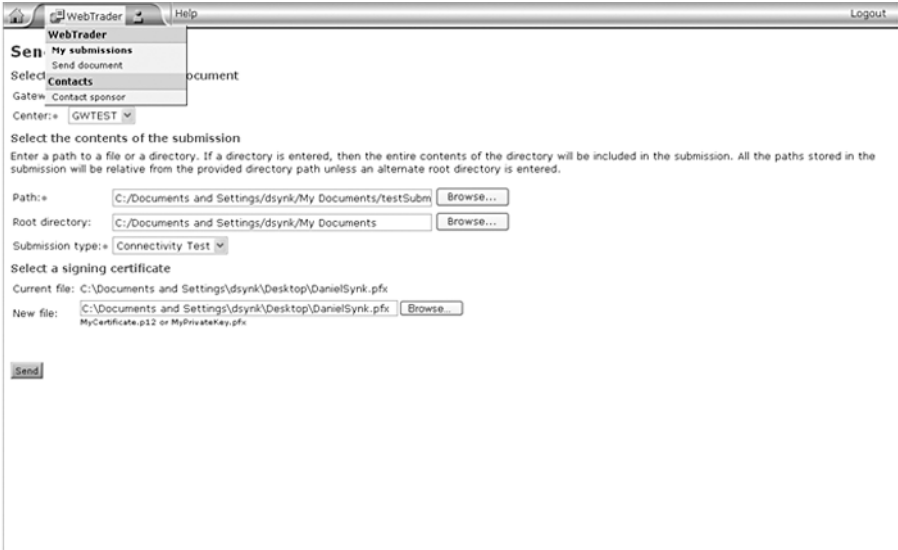 WebTrader Help Logout
WebTrader
My submissions
Send document
Contacts
Contact sponsor
Sen
Select ocument
Gatew
Center:* GWTEST
Select the contents of the submission
Enter a path to a file or a directory. If a directory is entered, then the entire contents of the directory will be included in the submission. All the paths stored in the
submission will be relative from the provided directory path unless an alternate root directory is entered.
Path:* C:/Documents and Settings/dsynk/My Documents/testSubm Browse...
Root directory: C:/Documents and Settings/dsynk/My Documents Browse...
Submission type:* Connectivity Test
Select a signing certificate
Current file: C:\Documents and Settings\dsynk\Desktop\DanielSynk.pfx
New file: C:\Documents and Settings\dsynk\Desktop\DanielSynk.pfx Browse...
MyCertificate.p12 or MyPrivateKey.pfx
Send